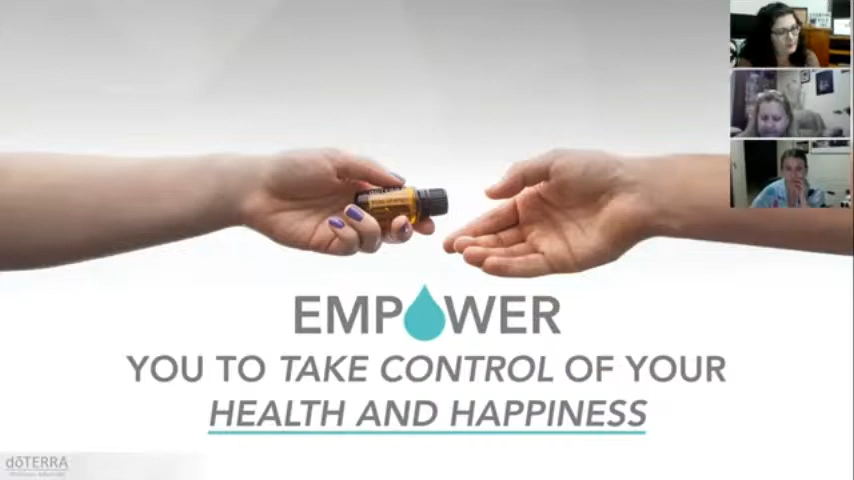 EMPOWER
YOU TO TAKE CONTROL OF YOUR
HEALTH AND HAPPINESS
dōTERRA